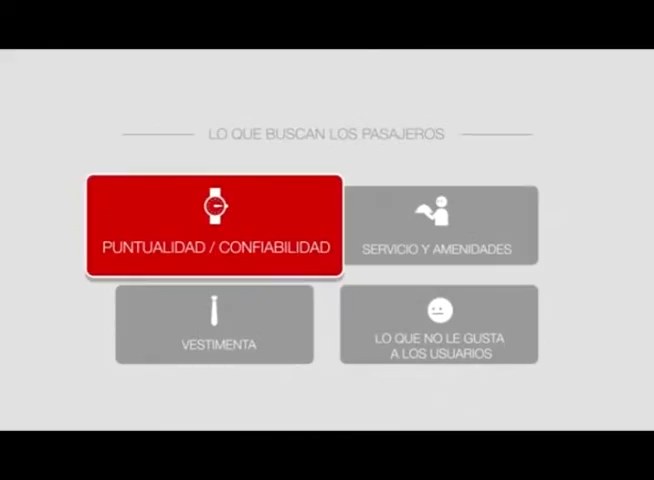 LO QUE BUSCAN LOS PASAJEROS
PUNTUALIDAD / CONFIABILIDAD
SERVICIO Y AMENIDADES
VESTIMENTA
LO QUE NO LE GUSTA
A LOS USUARIOS